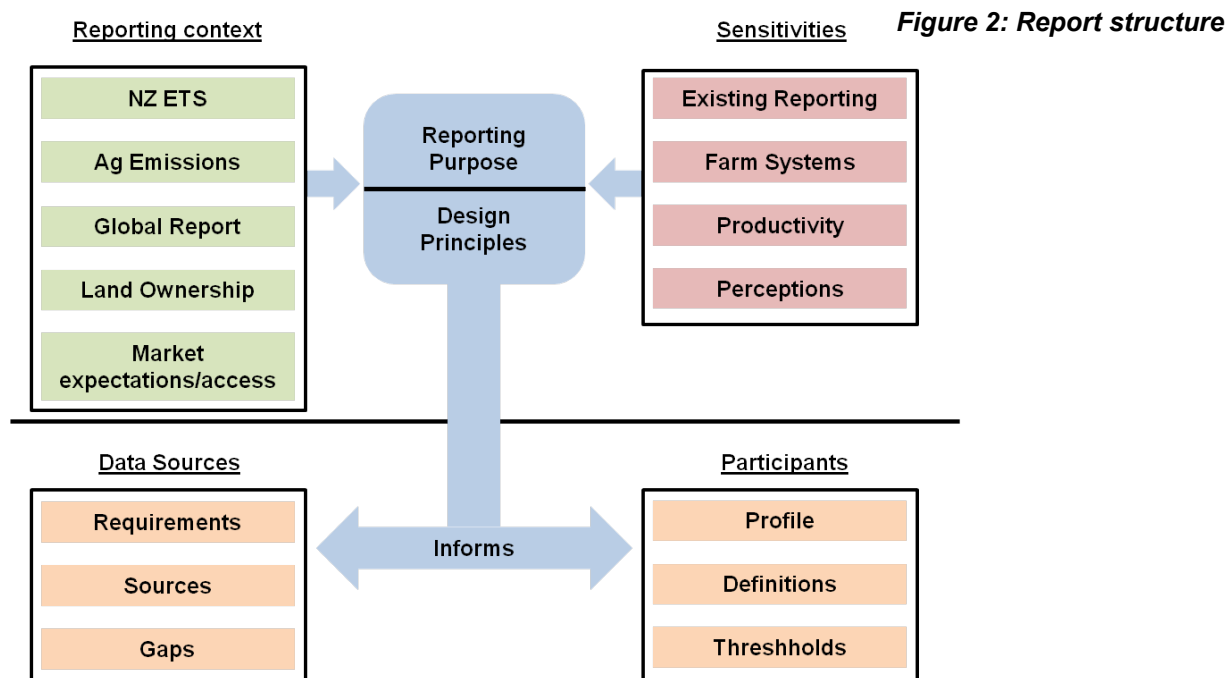 Figure 2: Report structure
Reporting context
NZ ETS
Ag Emissions
Global Report
Land Ownership
Market
expectations/access
Reporting
Purpose
Design
Principles
Sensitivities
Existing Reporting
Farm Systems
Productivity
Perceptions
Data Sources
Requirements
Sources
Gaps
Informs
Participants
Profile
Definitions
Threshholds